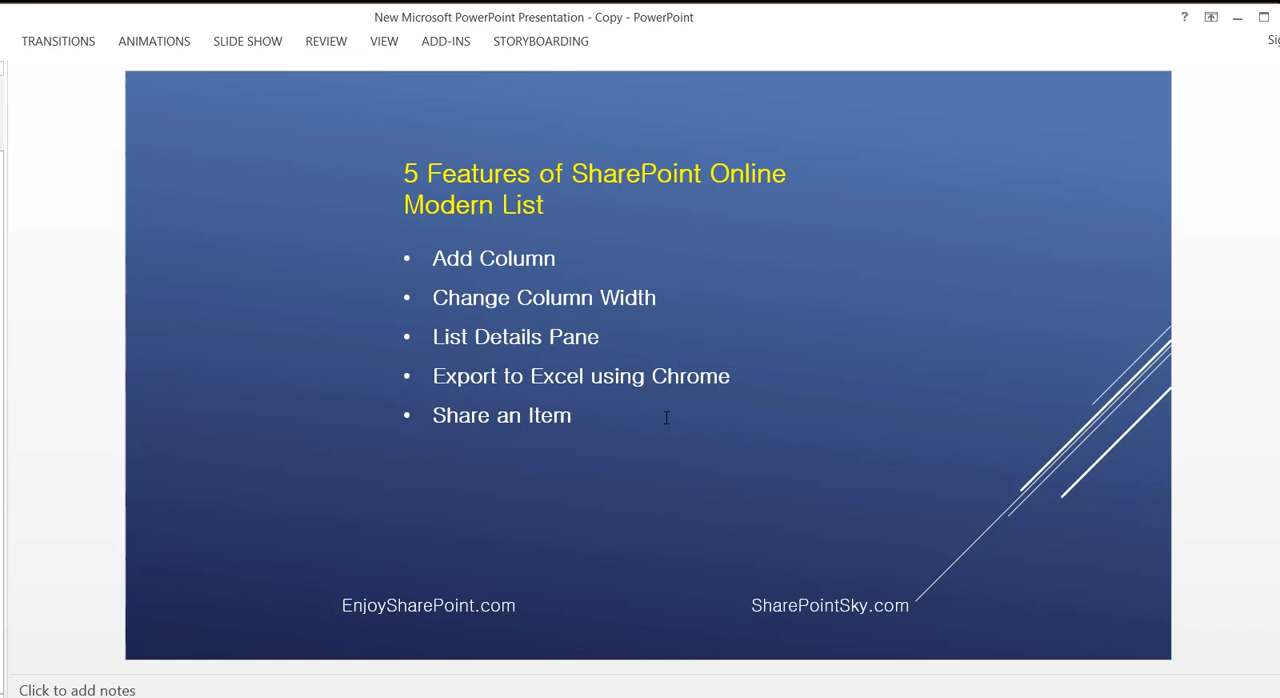 New Microsoft PowerPoint Presentation - Copy - PowerPoint
?
TRANSITIONS ANIMATIONS SLIDE SHOW REVIEW VIEW ADD-INS STORYBOARDING
5 Features of SharePoint Online
Modern List
• Add Column
• Change Column Width
• List Details Pane
• Export to Excel using Chrome
• Share an Item
EnjoySharePoint.com SharePointSky.com
Click to add notes